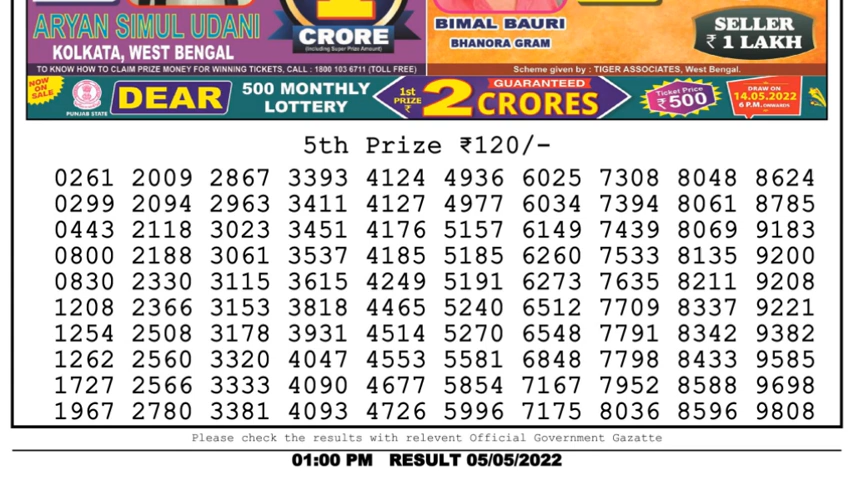 ARYAN SIMUL UDANI
KOLKATA, WEST BENGAL
1
CRORE
(Including Super Prize Amount)
BIMAL BAURI
BHANORA GRAM
SELLER
₹ 1 LAKH
TO KNOW HOW TO CLAIM PRIZE MONEY FOR WINNING TICKETS, CALL : 1800 103 6711 (TOLL FREE)
Scheme given by : TIGER ASSOCIATES, West Bengal.
NOW ON SALE
PUNJAB STATE
DEAR
500 MONTHLY
LOTTERY
1st
PRIZE
₹
2
GUARANTEED
CRORES
Ticket Price
₹500
DRAW ON
14.05.2022
6 P.M. ONWARDS
5th Prize ₹120/-
0261 2009 2867 3393 4124 4936 6025 7308 8048 8624
0299 2094 2963 3411 4127 4977 6034 7394 8061 8785
0443 2118 3023 3451 4176 5157 6149 7439 8069 9183
0800 2188 3061 3537 4185 5185 6260 7533 8135 9200
0830 2330 3115 3615 4249 5191 6273 7635 8211 9208
1208 2366 3153 3818 4465 5240 6512 7709 8337 9221
1254 2508 3178 3931 4514 5270 6548 7791 8342 9382
1262 2560 3320 4047 4553 5581 6848 7798 8433 9585
1727 2566 3333 4090 4677 5854 7167 7952 8588 9698
1967 2780 3381 4093 4726 5996 7175 8036 8596 9808
Please check the results with relevent Official Government Gazatte
01:00 PM RESULT 05/05/2022